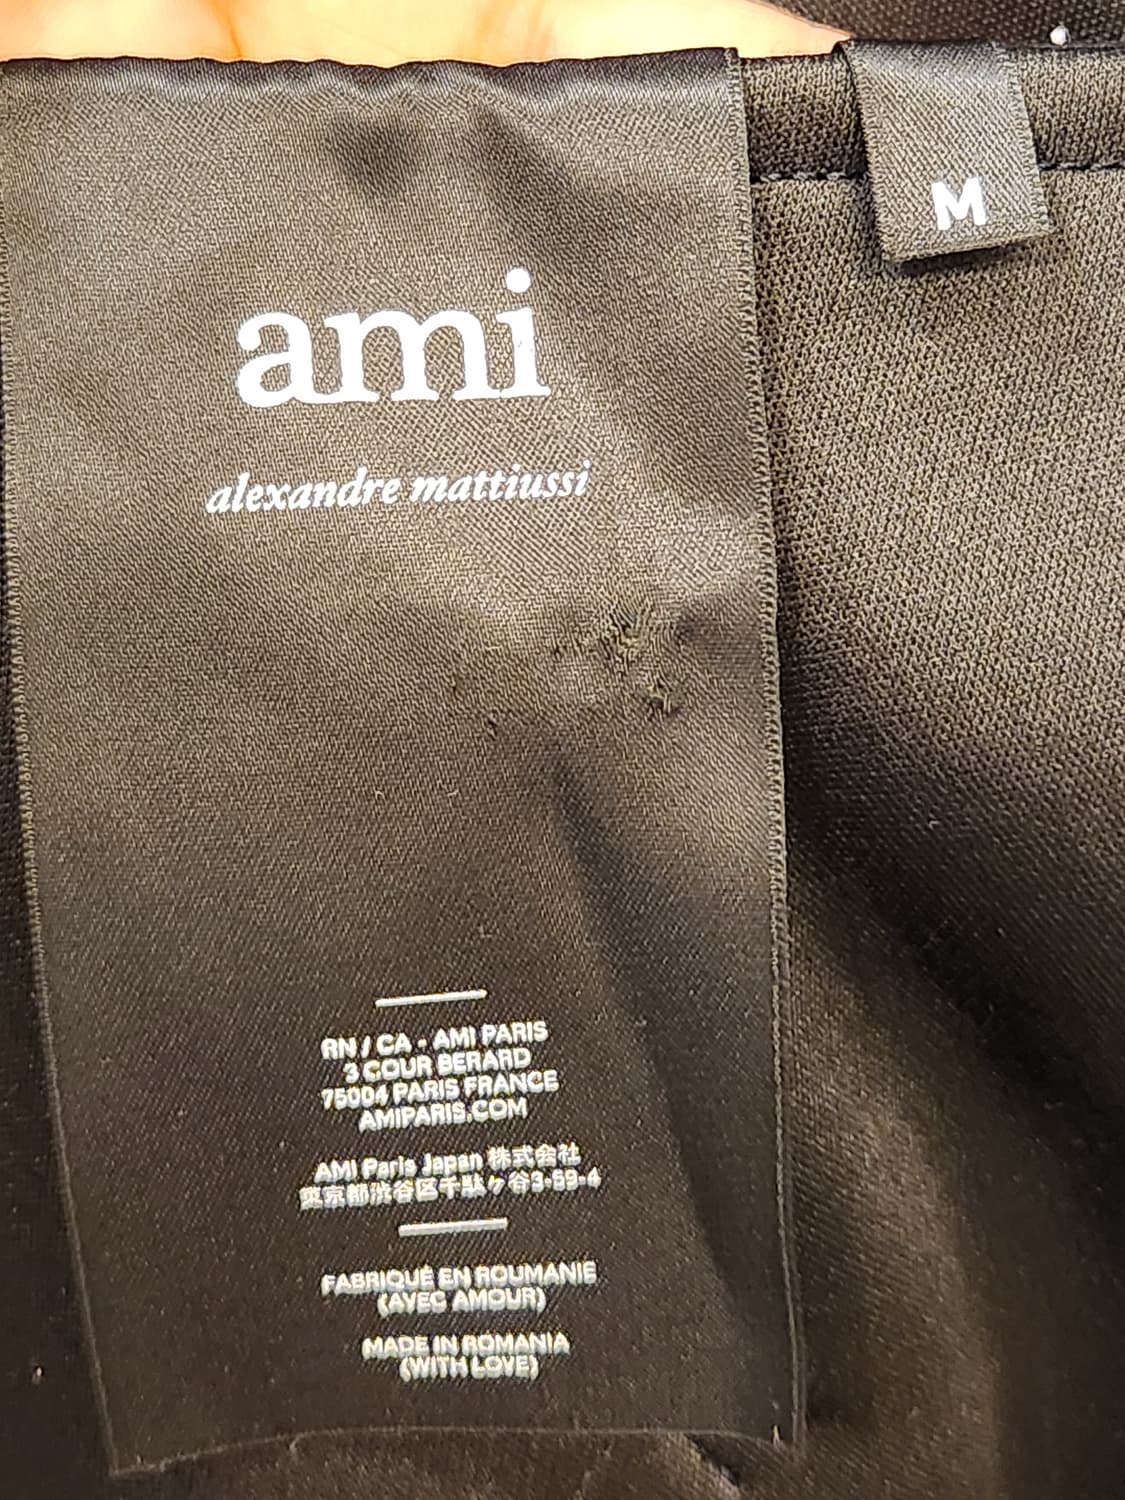 ami
alexandre mattiussi
M
RN / CA - AMI PARIS
3 COUR BERARD
75004 PARIS FRANCE
AMIPARIS.COM
AMI Paris Japan 株式会社
東京都渋谷区千駄ヶ谷3-59-4
FABRIQUÉ EN ROUMANIE
(AVEC AMOUR)
MADE IN ROMANIA
(WITH LOVE)